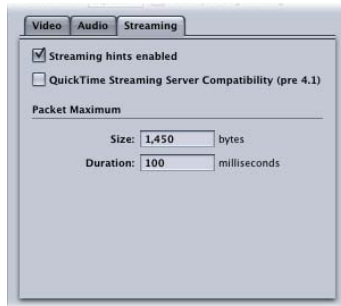 Video Audio Streaming
Streaming hints enabled
QuickTime Streaming Server Compatibility (pre 4.1)
Packet Maximum
Size: 1,450 bytes
Duration: 100 milliseconds